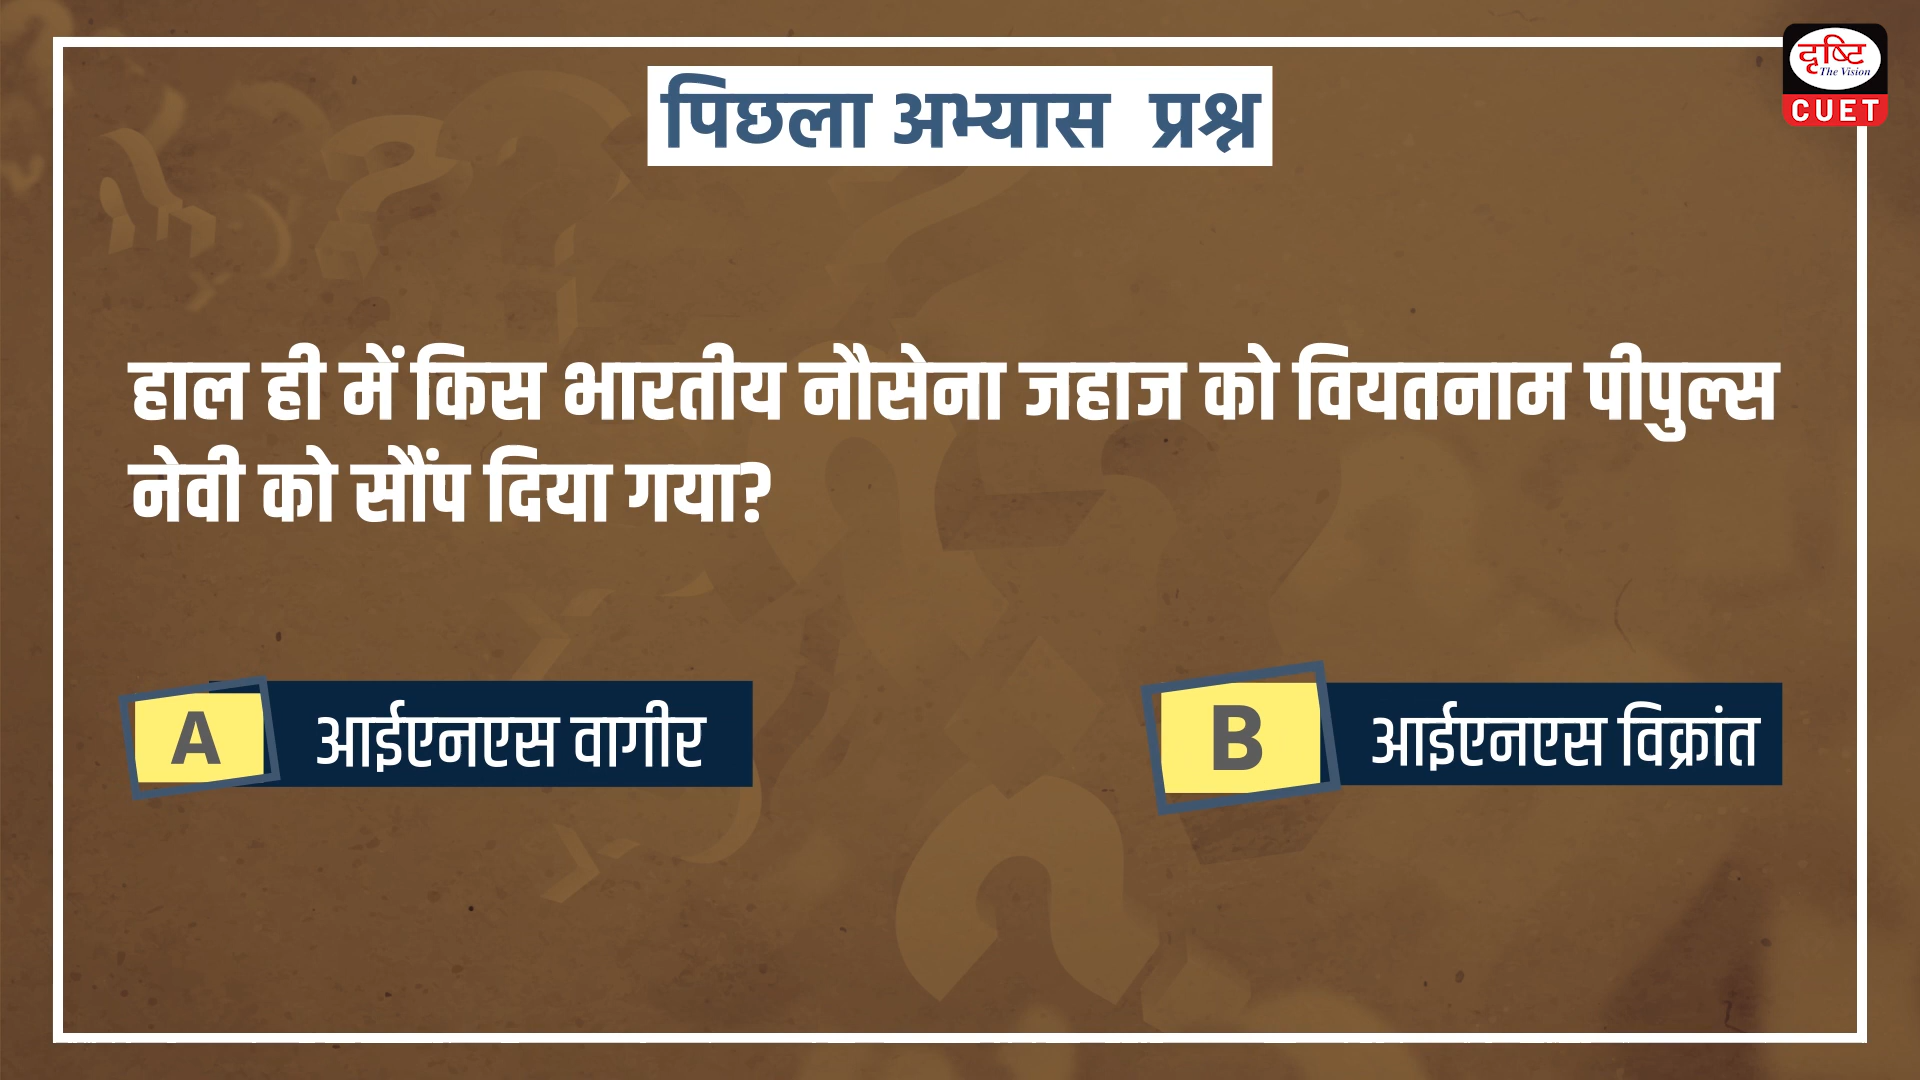 दृष्टि
The Vision
CUET
पिछला अभ्यास प्रश्न
हाल ही में किस भारतीय नौसेना जहाज को वियतनाम पीपुल्स
नेवी को सौंप दिया गया?
A आईएनएस वागीर
B आईएनएस विक्रांत